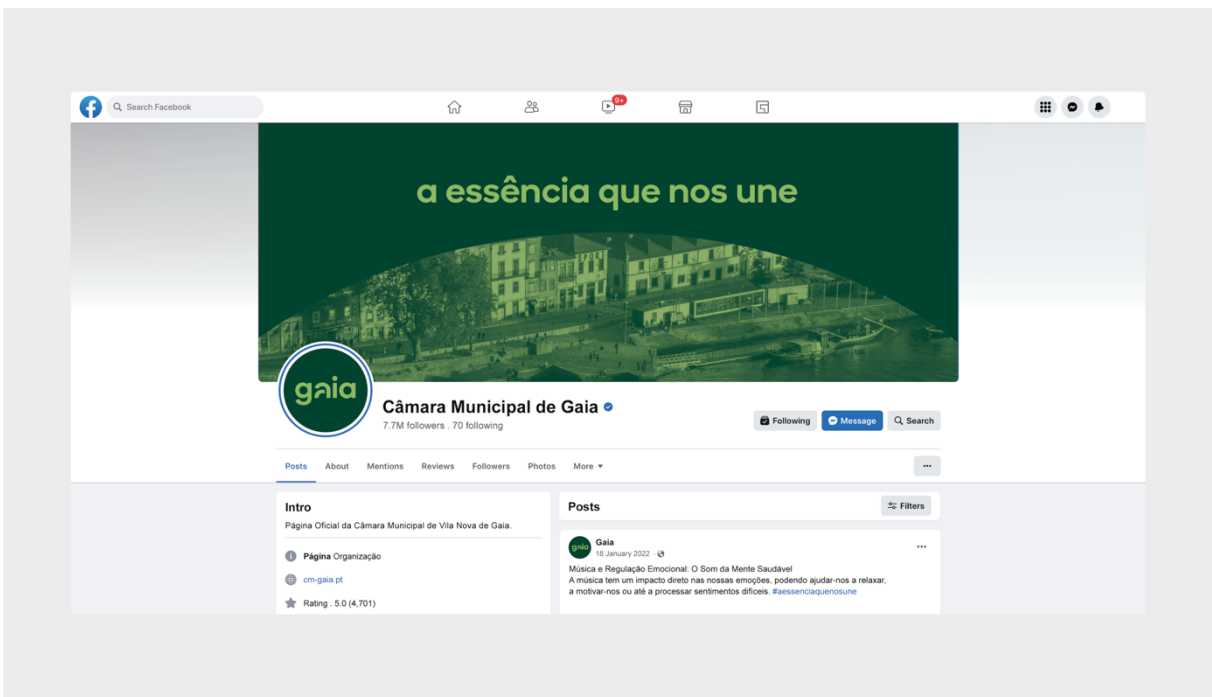 Search Facebook
9+
a essência que nos une
gaia
Câmara Municipal de Gaia
7.7M followers . 70 following
Following
Message
Search
Posts
About
Mentions
Reviews
Followers
Photos
More
Intro
Página Oficial da Câmara Municipal de Vila Nova de Gaia.
Página Organização
cm-gaia.pt
Rating . 5.0 (4,701)
Posts
Filters
gaia
Gaia
18 January 2022
Música e Regulação Emocional: O Som da Mente Saudável
A música tem um impacto direto nas nossas emoções, podendo ajudar-nos a relaxar,
a motivar-nos ou até a processar sentimentos difíceis. #aessenciaquenosune